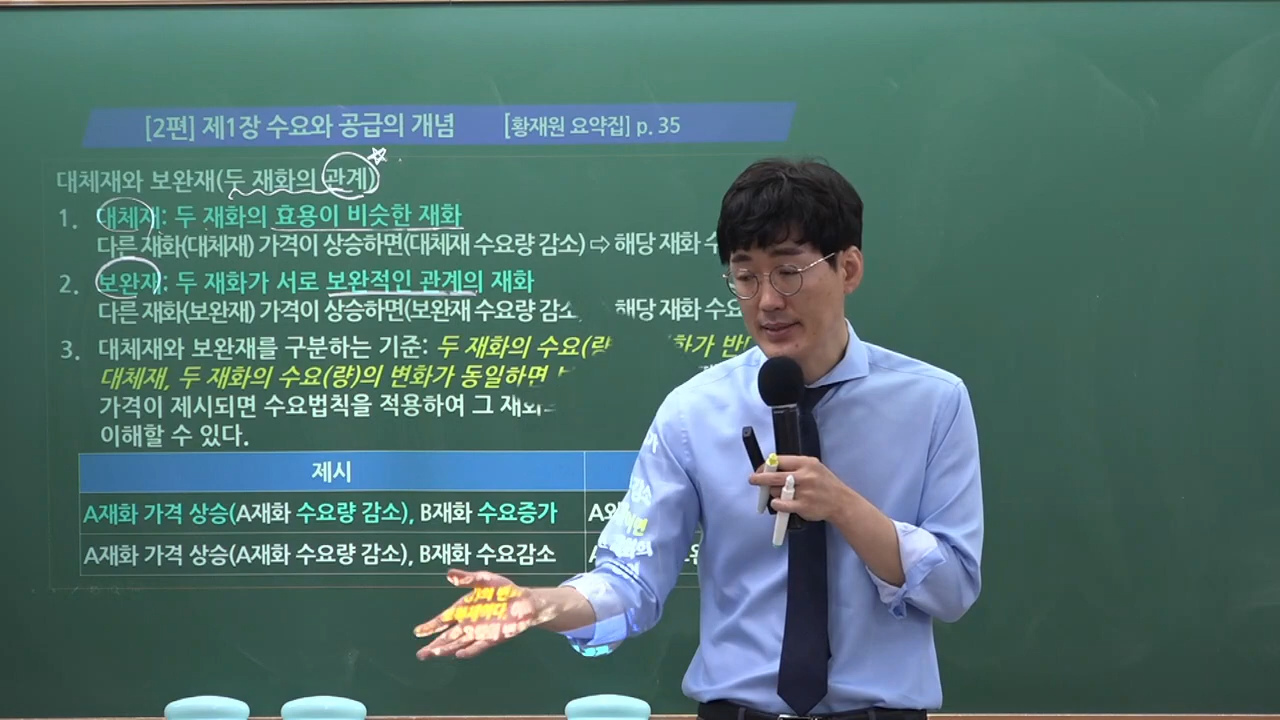 [2편] 제1장 수요와 공급의 개념 [황재원 요약집] p. 35
대체재와 보완재(두 재화의 관계)
1. 대체재: 두 재화의 효용이 비슷한 재화
다른 재화(대체재) 가격이 상승하면(대체재 수요량 감소) ⇨ 해당 재화
2. 보완재: 두 재화가 서로 보완적인 관계의 재화
다른 재화(보완재) 가격이 상승하면(보완재 수요량 감소 해당 재화 수요
3. 대체재와 보완재를 구분하는 기준: 두 재화의 수요(량
대체재, 두 재화의 수요(량)의 변화가 동일하면
가격이 제시되면 수요법칙을 적용하여 그 재화
이해할 수 있다.
제시
A재화 가격 상승(A재화 수요량 감소), B재화 수요증가
A재화 가격 상승(A재화 수요량 감소), B재화 수요감소